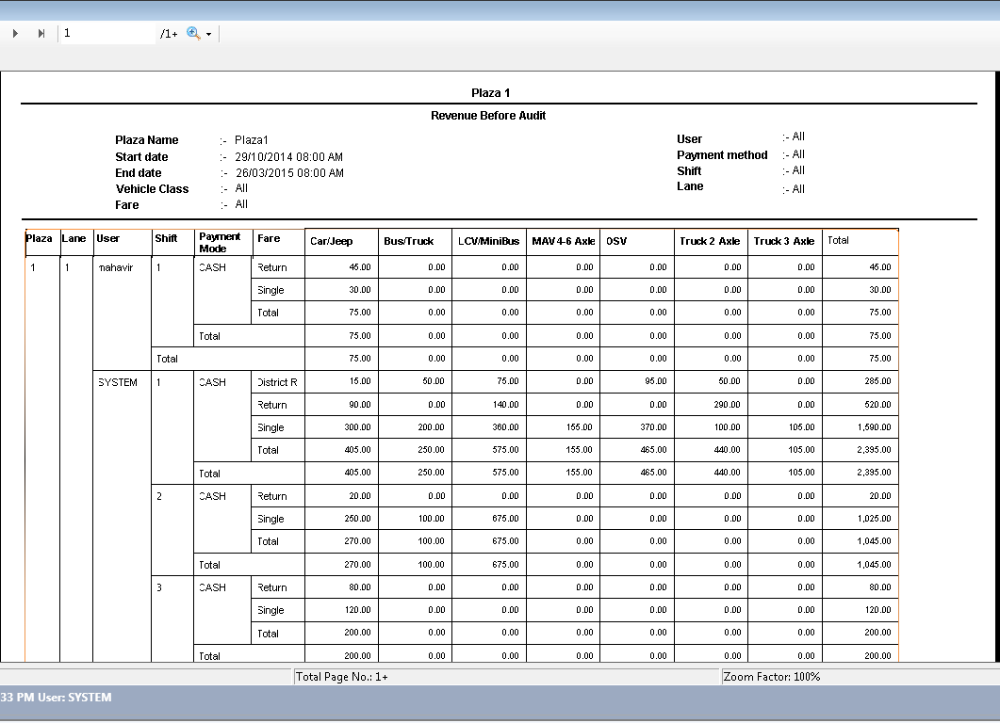 1 /1+
Plaza 1
Revenue Before Audit
Plaza Name :- Plaza1 User :- All
Start date :- 29/10/2014 08:00 AM Payment method :- All
End date :- 26/03/2015 08:00 AM Shift :- All
Vehicle Class :- All Lane :- All
Fare :- All
Plaza Lane User Shift Payment Mode Fare Car/Jeep Bus/Truck LCV/MiniBus MAV 4-6 Axle OSV Truck 2 Axle Truck 3 Axle Total
1 1 mahavir 1 CASH Return 45.00 0.00 0.00 0.00 0.00 0.00 0.00 45.00
Single 30.00 0.00 0.00 0.00 0.00 0.00 0.00 30.00
Total 75.00 0.00 0.00 0.00 0.00 0.00 0.00 75.00
Total 75.00 0.00 0.00 0.00 0.00 0.00 0.00 75.00
Total 75.00 0.00 0.00 0.00 0.00 0.00 0.00 75.00
SYSTEM 1 CASH District R 15.00 50.00 75.00 0.00 95.00 50.00 0.00 285.00
Return 90.00 0.00 140.00 0.00 0.00 290.00 0.00 520.00
Single 300.00 200.00 360.00 155.00 370.00 100.00 105.00 1,590.00
Total 405.00 250.00 575.00 155.00 465.00 440.00 105.00 2,395.00
Total 405.00 250.00 575.00 155.00 465.00 440.00 105.00 2,395.00
2 CASH Return 20.00 0.00 0.00 0.00 0.00 0.00 0.00 20.00
Single 250.00 100.00 675.00 0.00 0.00 0.00 0.00 1,025.00
Total 270.00 100.00 675.00 0.00 0.00 0.00 0.00 1,045.00
Total 270.00 100.00 675.00 0.00 0.00 0.00 0.00 1,045.00
3 CASH Return 80.00 0.00 0.00 0.00 0.00 0.00 0.00 80.00
Single 120.00 0.00 0.00 0.00 0.00 0.00 0.00 120.00
Total 200.00 0.00 0.00 0.00 0.00 0.00 0.00 200.00
Total 200.00 0.00 0.00 0.00 0.00 0.00 0.00 200.00
Total Page No.: 1+ Zoom Factor: 100%
33 PM User: SYSTEM